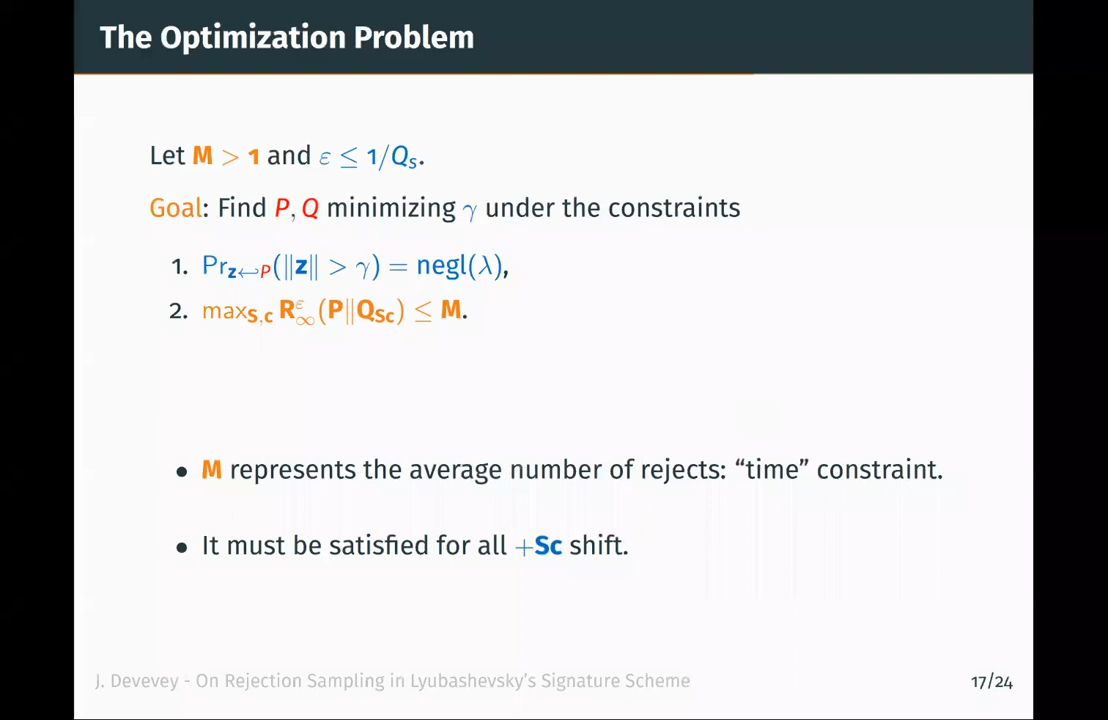 The Optimization Problem
Let M > 1 and ε ≤ 1/Qₛ.
Goal: Find P, Q minimizing γ under the constraints
1. Pr_{z←P}(‖z‖ > γ) = negl(λ),
2. max_{S,c} R^ε_∞(P‖Q_{Sc}) ≤ M.
• M represents the average number of rejects: “time” constraint.
• It must be satisfied for all +Sc shift.
J. Devevey - On Rejection Sampling in Lyubashevsky's Signature Scheme 17/24